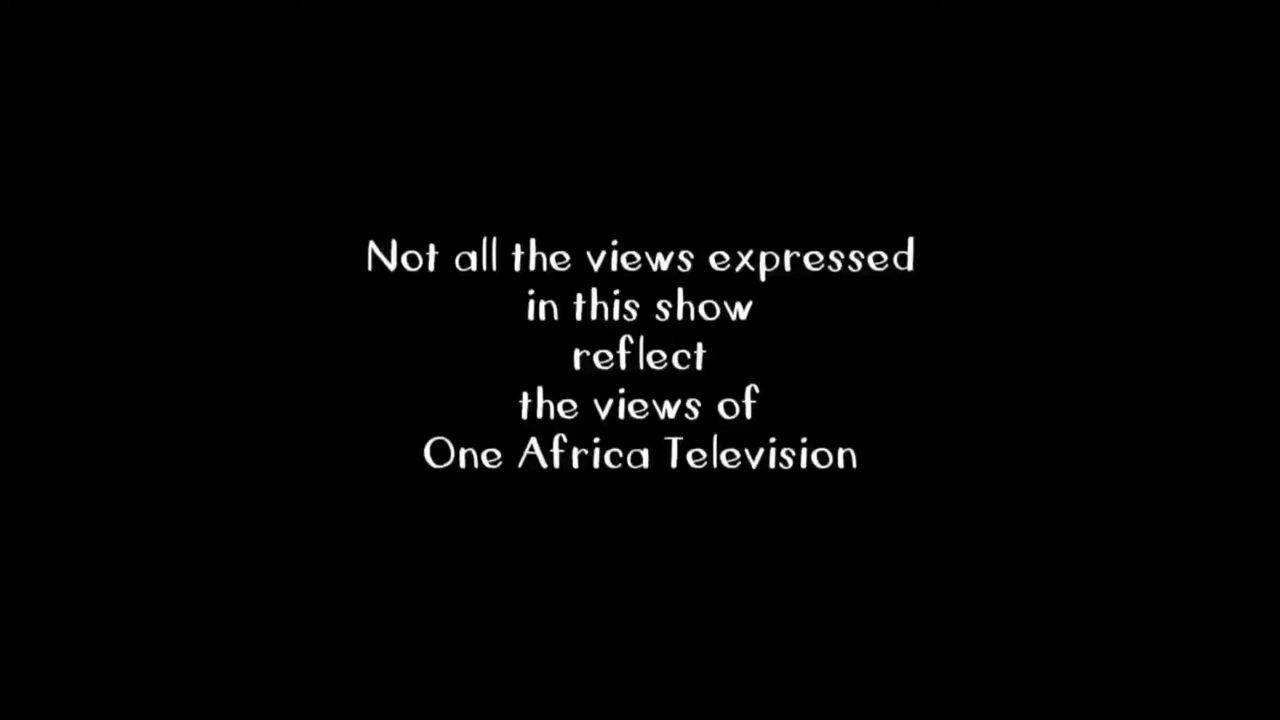 Not all the views expressed
in this show
reflect
the views of
One Africa Television